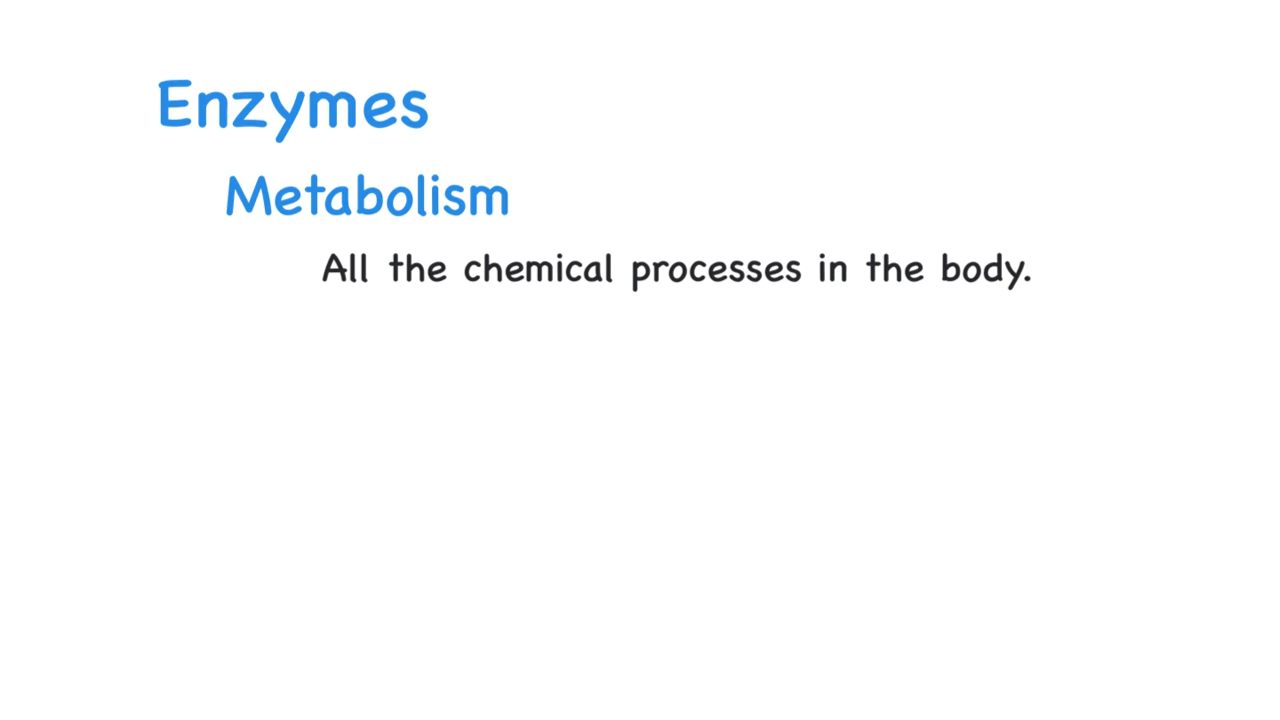 Enzymes
Metabolism
All the chemical processes in the body.